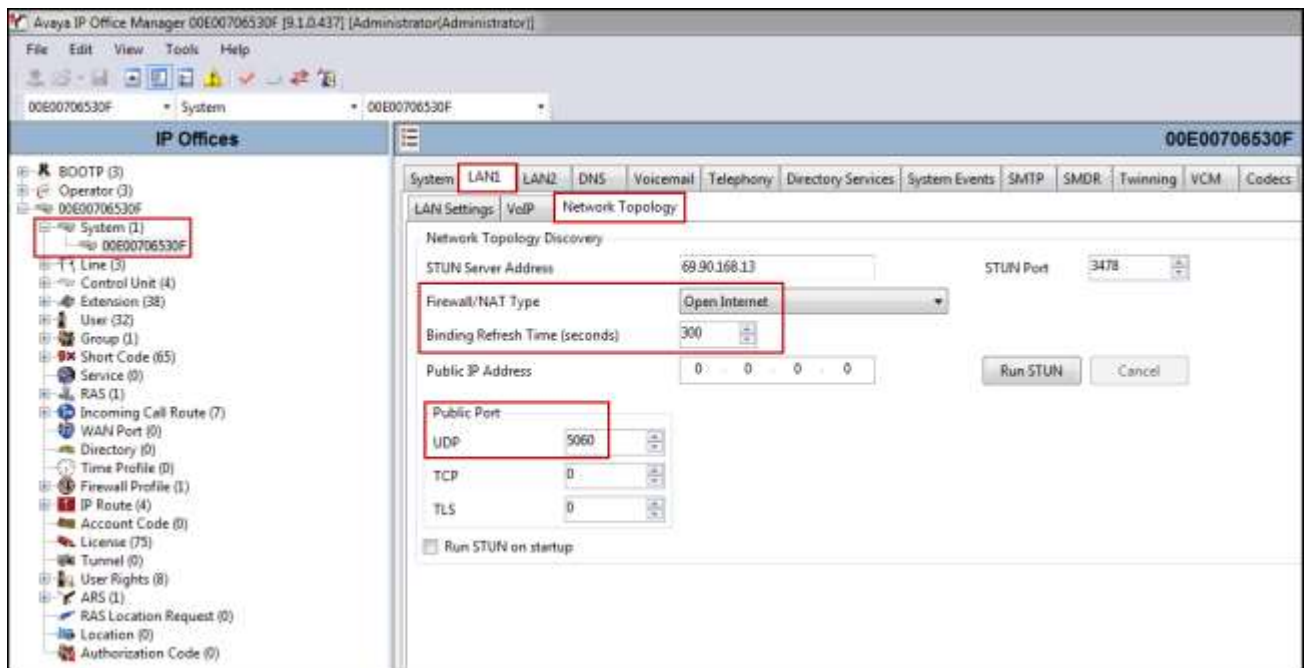 Avaya IP Office Manager 00E00706530F [9.1.0.437] [Administrator(Administrator)]
File Edit View Tools Help
00E00706530F System 00E00706530F
IP Offices
00E00706530F
BOOTP (3)
Operator (3)
00E00706530F
System (1)
00E00706530F
Line (3)
Control Unit (4)
Extension (38)
User (32)
Group (1)
Short Code (65)
Service (0)
RAS (1)
Incoming Call Route (7)
WAN Port (0)
Directory (0)
Time Profile (0)
Firewall Profile (1)
IP Route (4)
Account Code (0)
License (75)
Tunnel (0)
User Rights (8)
ARS (1)
RAS Location Request (0)
Location (0)
Authorization Code (0)
System LAN1 LAN2 DNS Voicemail Telephony Directory Services System Events SMTP SMDR Twinning VCM Codecs
LAN Settings VoIP Network Topology
Network Topology Discovery
STUN Server Address 69.90.168.13 STUN Port 3478
Firewall/NAT Type Open Internet
Binding Refresh Time (seconds) 300
Public IP Address 0 . 0 . 0 . 0 Run STUN Cancel
Public Port
UDP 5060
TCP 0
TLS 0
Run STUN on startup